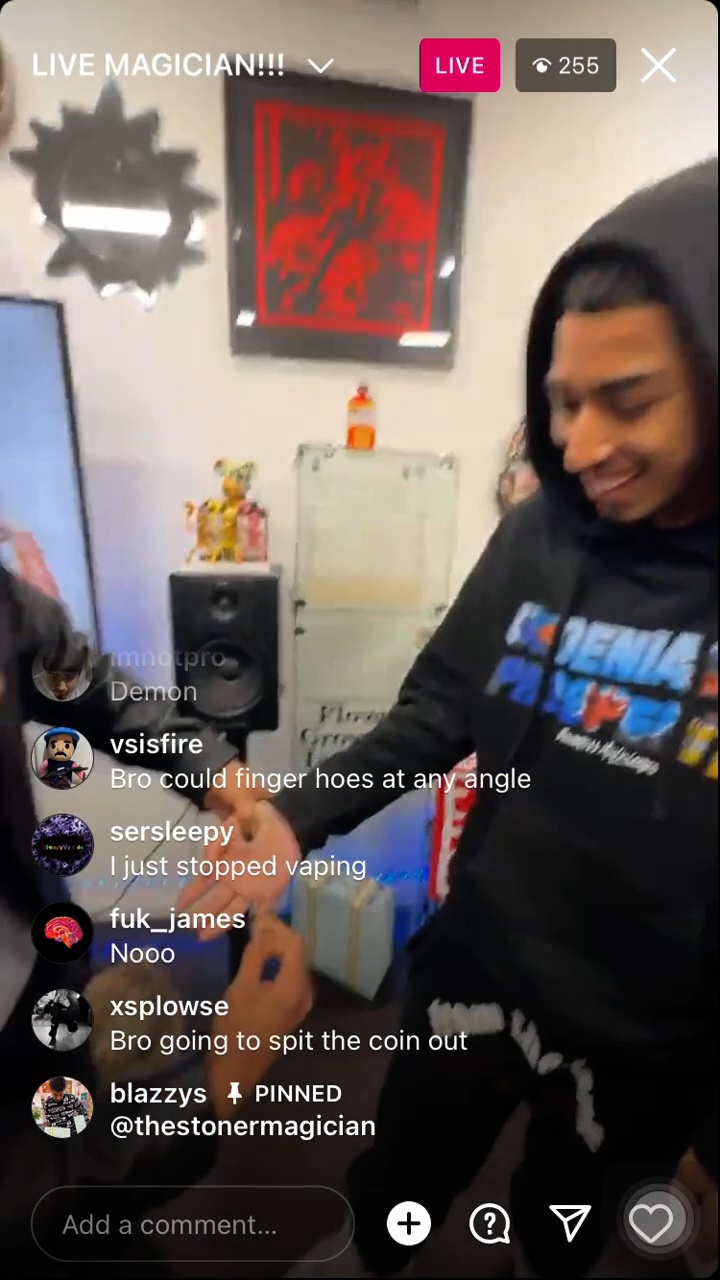 LIVE MAGICIAN!!!
LIVE
255
imnotpro
Demon
vsisfire
Bro could finger hoes at any angle
sersleepy
I just stopped vaping
fuk_james
Nooo
xsplowse
Bro going to spit the coin out
blazzys PINNED
@thestonermagician
Add a comment...